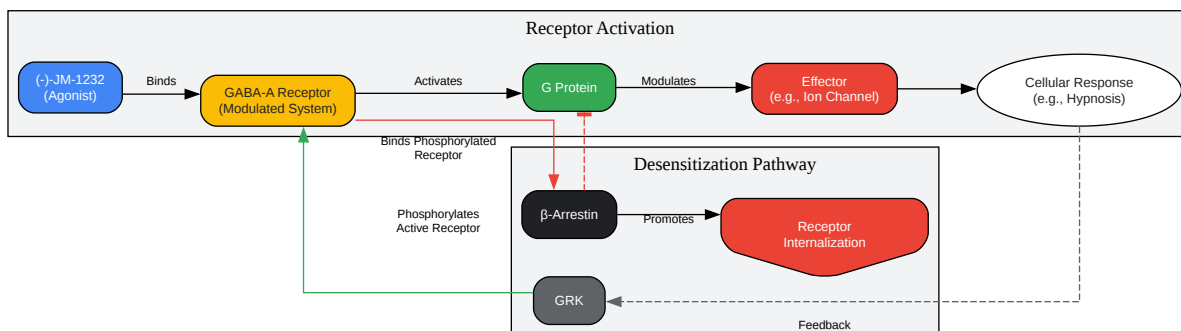 Receptor Activation
(-)-JM-1232
(Agonist)
Binds
GABA-A Receptor
(Modulated System)
Activates
G Protein
Modulates
Effector
(e.g., Ion Channel)
Cellular Response
(e.g., Hypnosis)
Binds Phosphorylated
Receptor
Desensitization Pathway
β-Arrestin
Promotes
Receptor
Internalization
Phosphorylates
Active Receptor
GRK
Feedback